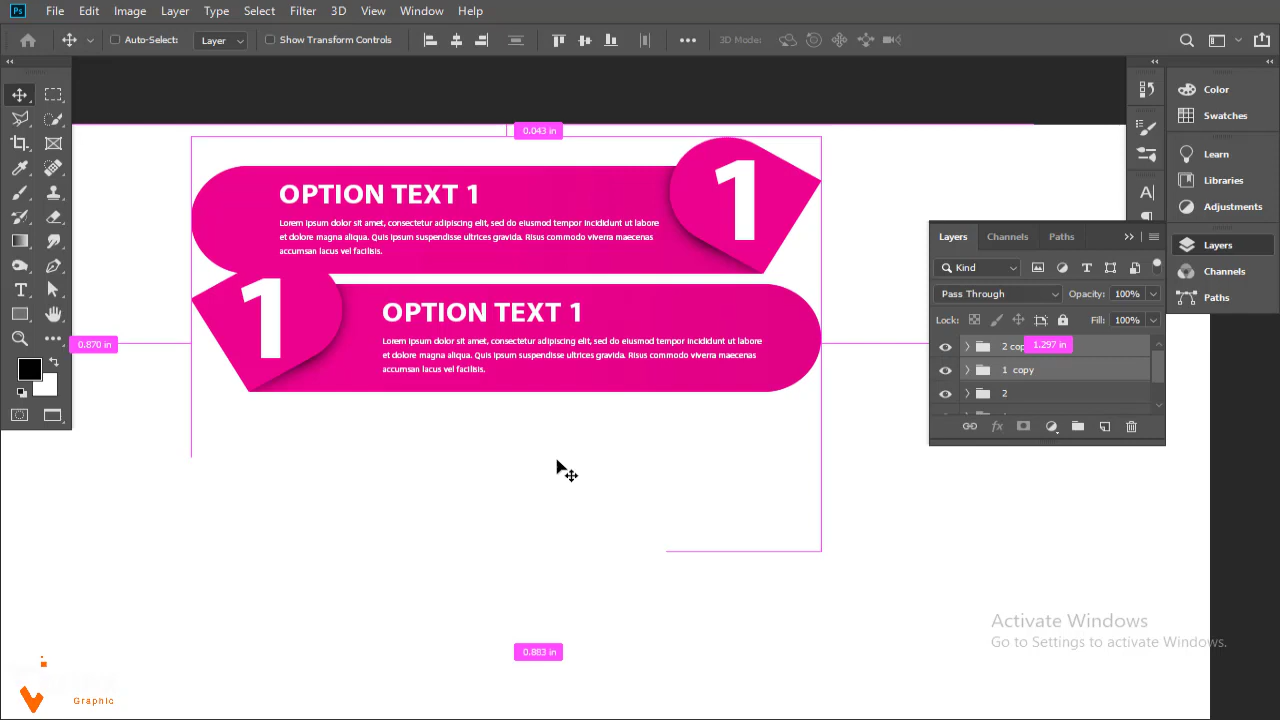 Ps File Edit Image Layer Type Select Filter 3D View Window Help
Auto-Select: Layer Show Transform Controls 3D Mode:
0.043 in
OPTION TEXT 1
Lorem ipsum dolor sit amet, consectetur adipiscing elit, sed do eiusmod tempor incididunt ut labore
et dolore magna aliqua. Quis ipsum suspendisse ultrices gravida. Risus commodo viverra maecenas
accumsan lacus vel facilisis.
1
1
OPTION TEXT 1
Lorem ipsum dolor sit amet, consectetur adipiscing elit, sed do eiusmod tempor incididunt ut labore
et dolore magna aliqua. Quis ipsum suspendisse ultrices gravida. Risus commodo viverra maecenas
accumsan lacus vel facilisis.
0.870 in
0.883 in
Color
Swatches
Learn
Libraries
Adjustments
Layers
Channels
Paths
Layers Channels Paths
Kind
Pass Through Opacity: 100%
Lock: Fill: 100%
2 cop 1.297 in
1 copy
2
Activate Windows
Go to Settings to activate Windows.
Graphic